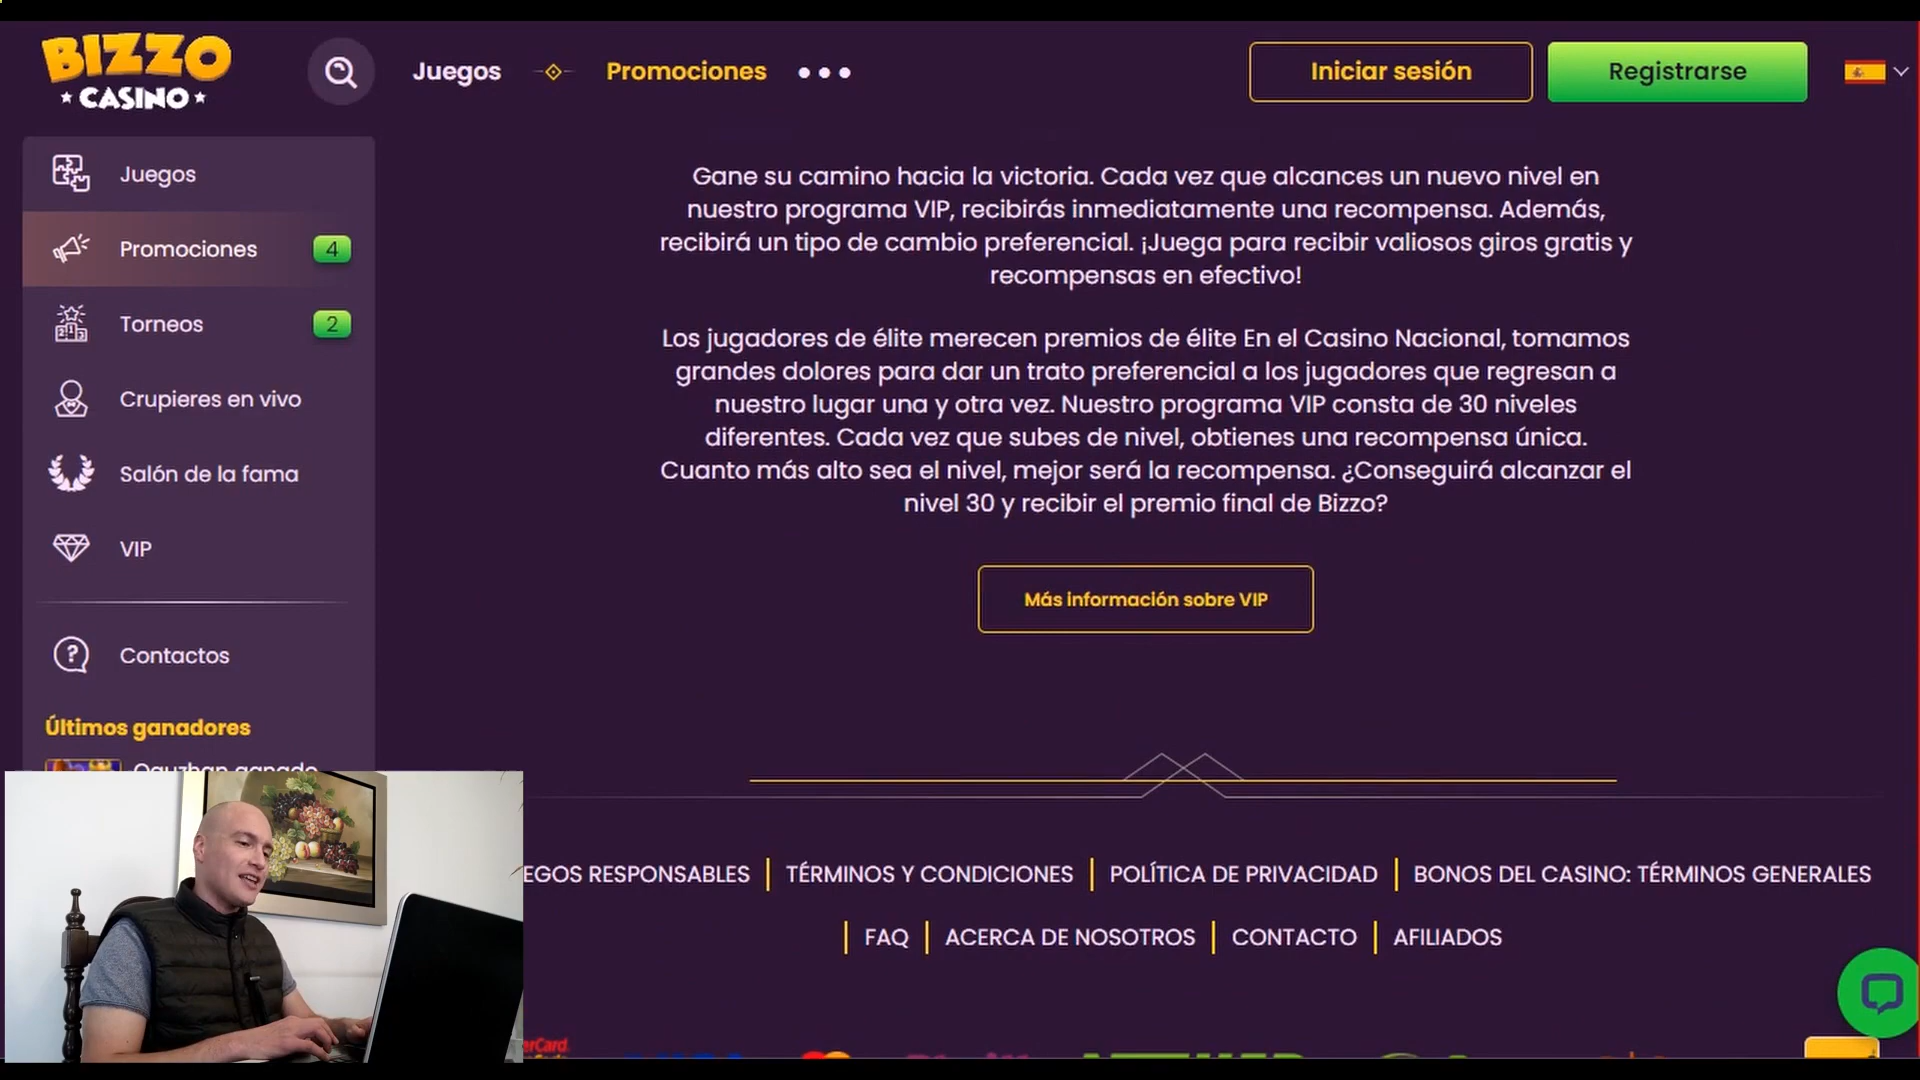 BIZZO
CASINO
Juegos
Promociones
Iniciar sesión
Registrarse
Juegos
Promociones 4
Torneos 2
Crupieres en vivo
Salón de la fama
VIP
Contactos
Últimos ganadores
Oguzhan ganado
Gane su camino hacia la victoria. Cada vez que alcances un nuevo nivel en
nuestro programa VIP, recibirás inmediatamente una recompensa. Además,
recibirá un tipo de cambio preferencial. ¡Juega para recibir valiosos giros gratis y
recompensas en efectivo!
Los jugadores de élite merecen premios de élite En el Casino Nacional, tomamos
grandes dolores para dar un trato preferencial a los jugadores que regresan a
nuestro lugar una y otra vez. Nuestro programa VIP consta de 30 niveles
diferentes. Cada vez que subes de nivel, obtienes una recompensa única.
Cuanto más alto sea el nivel, mejor será la recompensa. ¿Conseguirá alcanzar el
nivel 30 y recibir el premio final de Bizzo?
Más información sobre VIP
EGOS RESPONSABLES | TÉRMINOS Y CONDICIONES | POLÍTICA DE PRIVACIDAD | BONOS DEL CASINO: TÉRMINOS GENERALES
| FAQ | ACERCA DE NOSOTROS | CONTACTO | AFILIADOS